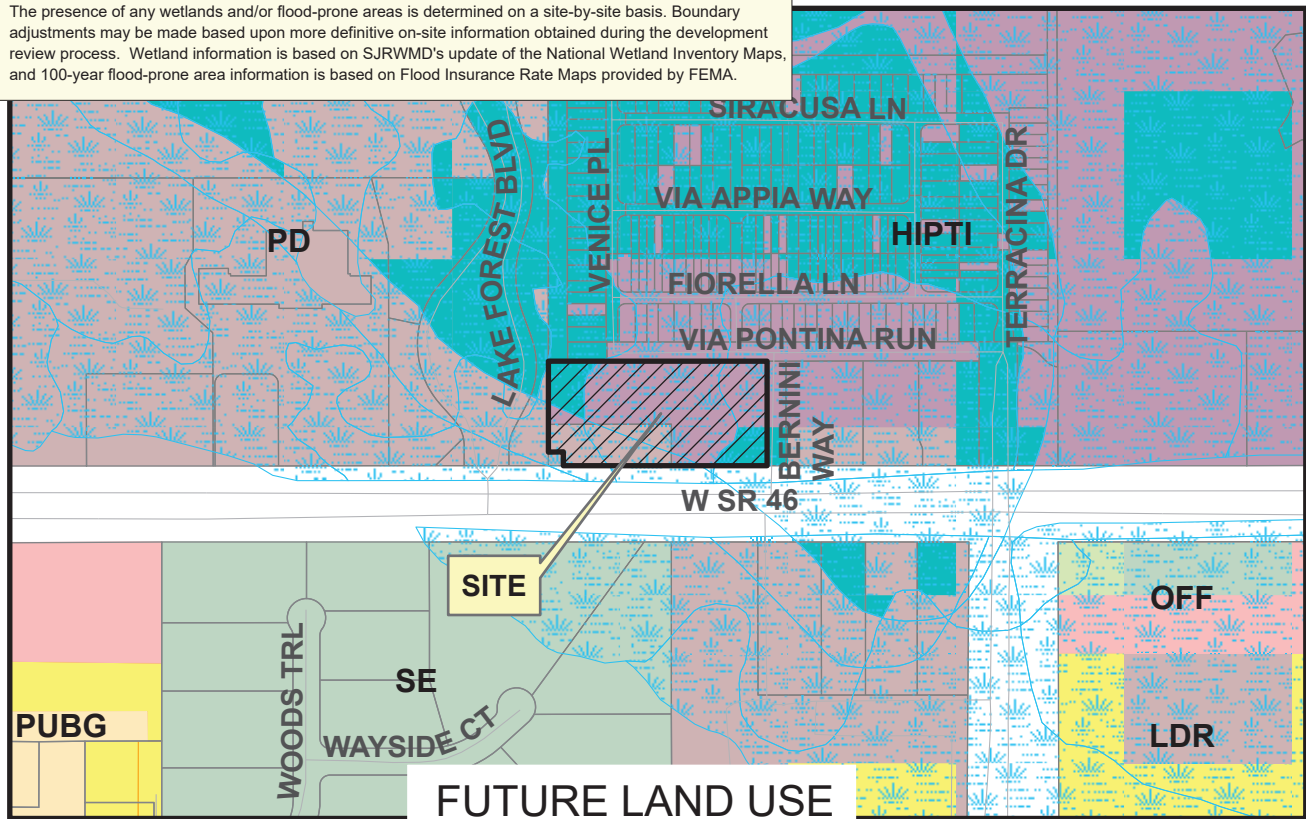 The presence of any wetlands and/or flood-prone areas is determined on a site-by-site basis. Boundary
adjustments may be made based upon more definitive on-site information obtained during the development
review process.  Wetland information is based on SJRWMD's update of the National Wetland Inventory Maps,
and 100-year flood-prone area information is based on Flood Insurance Rate Maps provided by FEMA.
SIRACUSA LN
LAKE FOREST BLVD
VENICE PL
TERRACINA DR
VIA APPIA WAY
PD
HIPTI
FIORELLA LN
VIA PONTINA RUN
BERNINI
WAY
W SR 46
SITE
OFF
WOODS TRL
SE
PUBG
WAYSIDE CT
LDR
FUTURE LAND USE